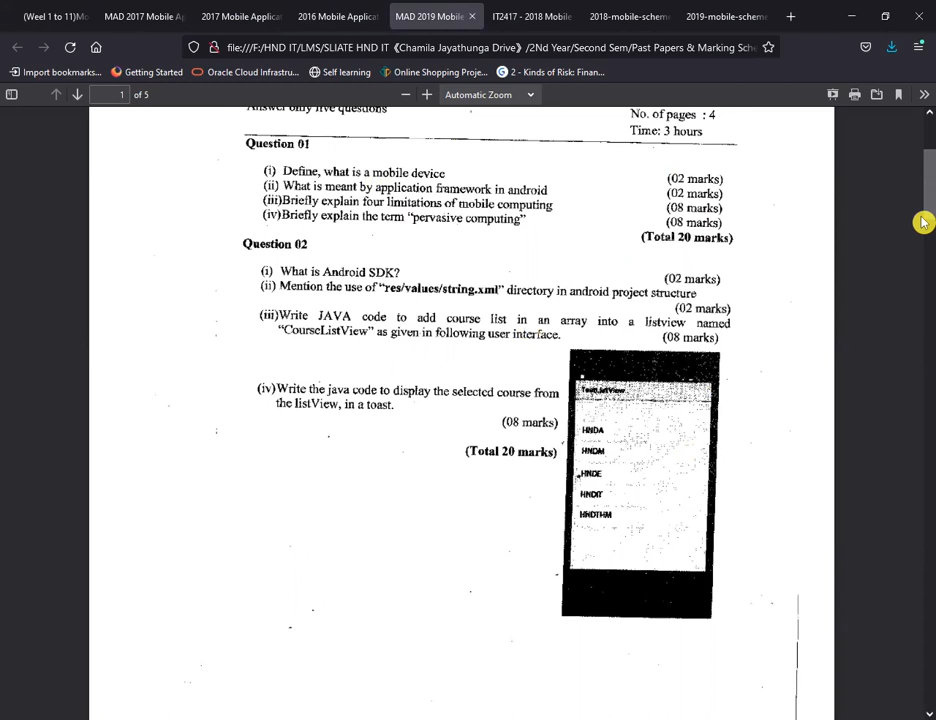 (Weel 1 to 11)Mo
MAD 2017 Mobile Ap
2017 Mobile Applicat
2016 Mobile Applicat
MAD 2019 Mobile
IT2417 - 2018 Mobile
2018-mobile-scheme
2019-mobile-scheme
file:///F:/HND IT/LMS/SLIATE HND IT《Chamila Jayathunga Drive》/2Nd Year/Second Sem/Past Papers & Marking Sch
Import bookmarks...
Getting Started
Oracle Cloud Infrastru...
Self learning
Online Shopping Proje...
2 - Kinds of Risk: Finan...
1 of 5
Automatic Zoom
Answer only five questions
No. of pages : 4
Time: 3 hours
Question 01
(i) Define, what is a mobile device (02 marks)
(ii) What is meant by application framework in android (02 marks)
(iii)Briefly explain four limitations of mobile computing (08 marks)
(iv)Briefly explain the term "pervasive computing" (08 marks)
(Total 20 marks)
Question 02
(i) What is Android SDK? (02 marks)
(ii) Mention the use of "res/values/string.xml" directory in android project structure
(02 marks)
(iii)Write JAVA code to add course list in an array into a listview named
"CourseListView" as given in following user interface. (08 marks)
(iv)Write the java code to display the selected course from
the listView, in a toast.
(08 marks)
(Total 20 marks)
HNDA
HNDM
HNDE
HNDIT
HNDTHM